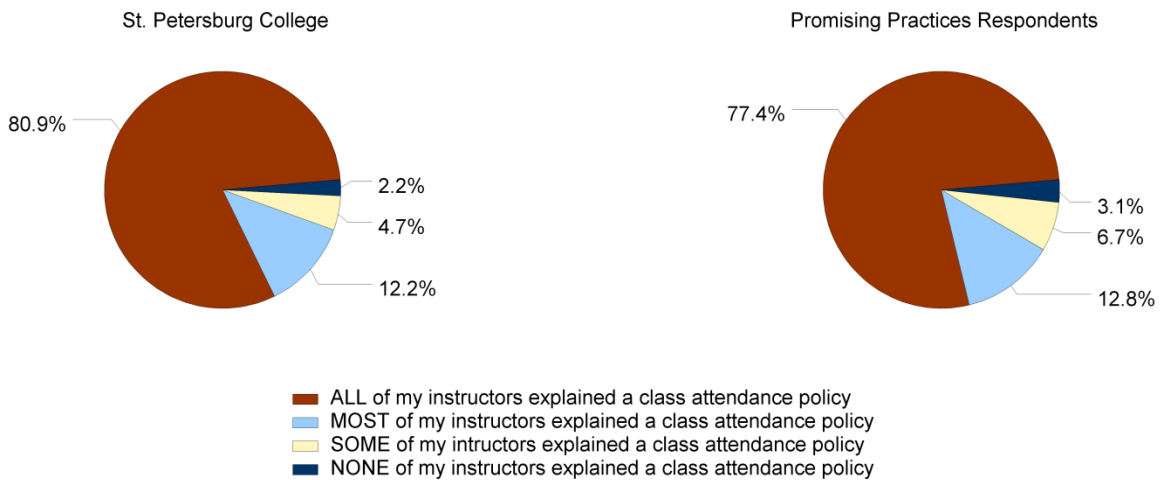 St. Petersburg College
80.9%
2.2%
4.7%
12.2%
Promising Practices Respondents
77.4%
3.1%
6.7%
12.8%
ALL of my instructors explained a class attendance policy
MOST of my instructors explained a class attendance policy
SOME of my intructors explained a class attendance policy
NONE of my instructors explained a class attendance policy